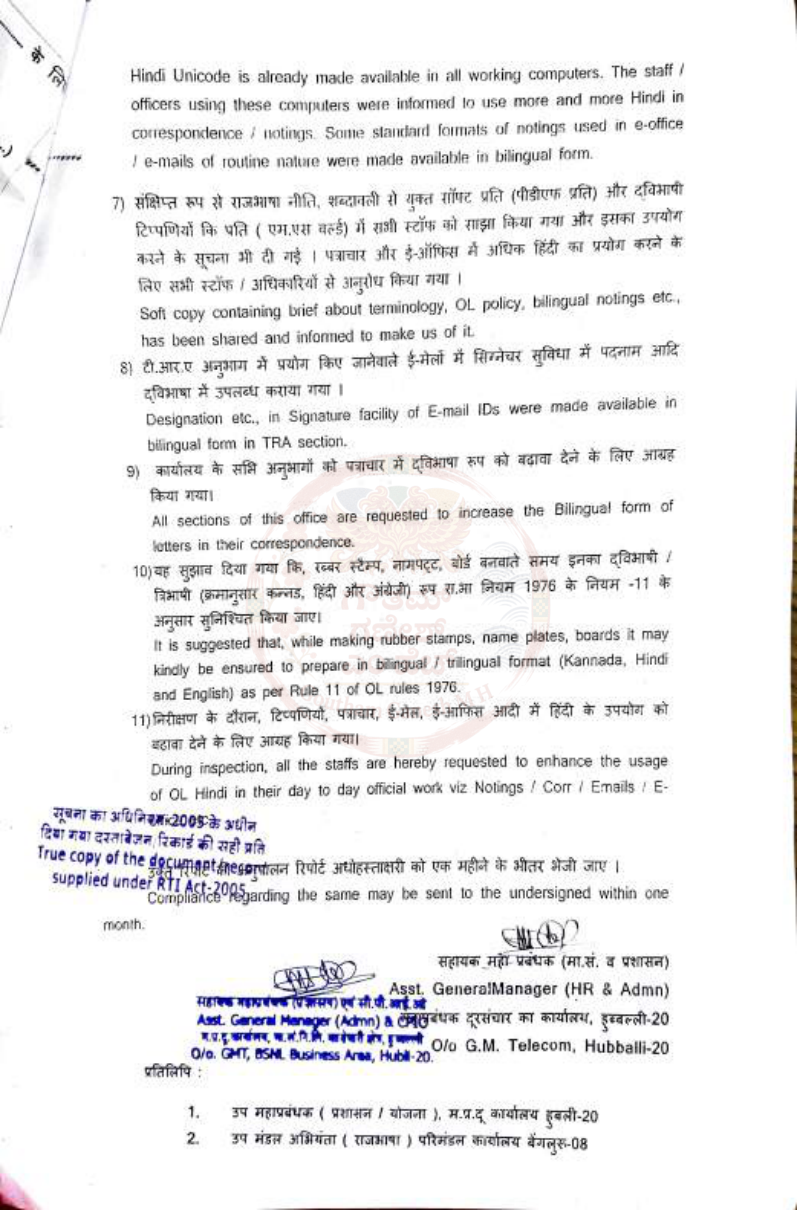 के लि
Hindi Unicode is already made available in all working computers. The staff /
officers using these computers were informed to use more and more Hindi in
correspondence / notings. Some standard formats of notings used in e-office
/ e-mails of routine nature were made available in bilingual form.
7) संक्षिप्त रूप से राजभाषा नीति, शब्दावली से युक्त सॉफ्ट प्रति (पीडीएफ प्रति) और द्विभाषी
टिप्पणियों कि प्रति ( एम.एस वर्ल्ड) में सभी स्टॉफ को साझा किया गया और इसका उपयोग
करने के सूचना भी दी गई । पत्राचार और ई-ऑफिस में अधिक हिंदी का प्रयोग करने के
लिए सभी स्टॉफ / अधिकारियों से अनुरोध किया गया ।
Soft copy containing brief about terminology, OL policy, bilingual notings etc.,
has been shared and informed to make us of it.
8) टी.आर.ए अनुभाग में प्रयोग किए जानेवाले ई-मेलों में सिग्नेचर सुविधा में पदनाम आदि
द्विभाषा में उपलब्ध कराया गया ।
Designation etc., in Signature facility of E-mail IDs were made available in
bilingual form in TRA section.
9) कार्यालय के सभि अनुभागों को पत्राचार में द्विभाषा रूप को बढावा देने के लिए आग्रह
किया गया।
All sections of this office are requested to increase the Bilingual form of
letters in their correspondence.
10)यह सुझाव दिया गया कि, रब्बर स्टैम्प, नामपट्ट, बोर्ड बनवाते समय इनका द्विभाषी /
त्रिभाषी (क्रमानुसार कन्नड, हिंदी और अंग्रेजी) रूप रा.भा नियम 1976 के नियम -11 के
अनुसार सुनिश्चित किया जाए।
It is suggested that, while making rubber stamps, name plates, boards it may
kindly be ensured to prepare in bilingual / trilingual format (Kannada, Hindi
and English) as per Rule 11 of OL rules 1976.
11)निरीक्षण के दौरान, टिप्पणियों, पत्राचार, ई-मेल, ई-आफिस आदी में हिंदी के उपयोग को
बढावा देने के लिए आग्रह किया गया।
During inspection, all the staffs are hereby requested to enhance the usage
of OL Hindi in their day to day official work viz Notings / Corr / Emails / E-
सूचना का अधिनियम-2005 के अधीन
दिया गया दस्तावेजन/रिकार्ड की सही प्रति
True copy of the document/record
supplied under RTI Act-2005
उक्त रिपोर्ट की अनुपालन रिपोर्ट अधोहस्ताक्षरी को एक महीने के भीतर भेजी जाए ।
Compliance regarding the same may be sent to the undersigned within one
month.
सहायक महा प्रबंधक (मा.सं. व प्रशासन)
Asst. GeneralManager (HR & Admn)
महाप्रबंधक दूरसंचार का कार्यालय, हुब्बल्ली-20
O/o G.M. Telecom, Hubballi-20
सहायक महाप्रबंधक (प्रशासन) एवं सी.पी.आई.ओ
Asst. General Manager (Admn) & CPIO
O/o. GMT, BSNL Business Area, Hubli-20.
प्रतिलिपि :
1. उप महाप्रबंधक ( प्रशासन / योजना ), म.प्र.दू कार्यालय हुबली-20
2. उप मंडल अभियंता ( राजभाषा ) परिमंडल कार्यालय बेंगलुरु-08